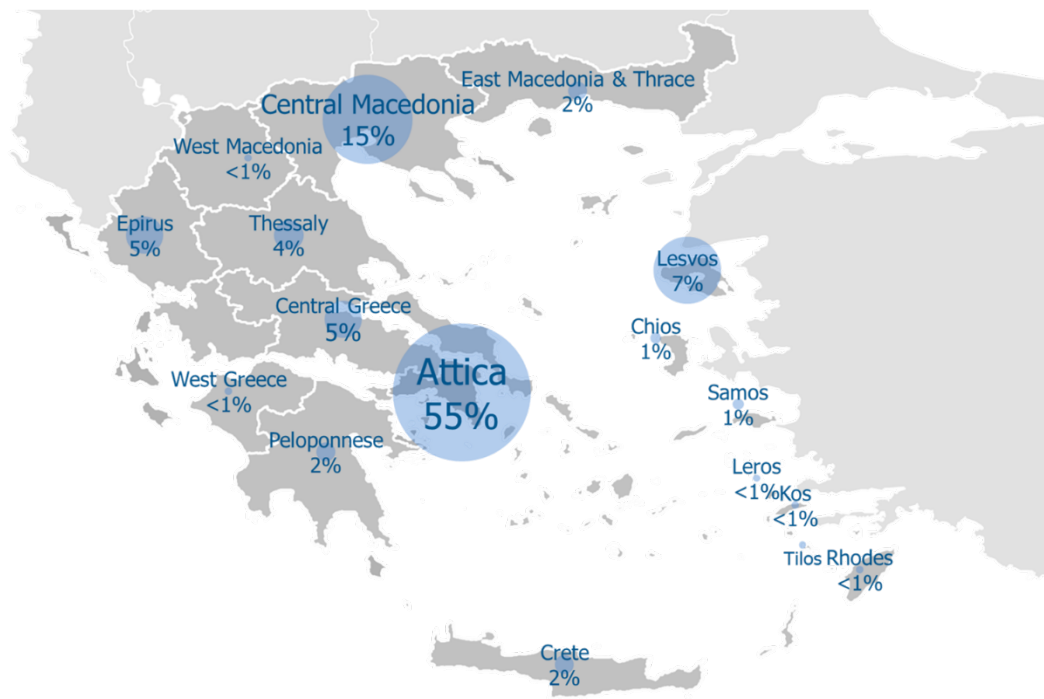 East Macedonia & Thrace
2%
Central Macedonia
15%
West Macedonia
<1%
Epirus
5%
Thessaly
4%
Lesvos
7%
Central Greece
5%
Chios
1%
Attica
55%
West Greece
<1%
Samos
1%
Peloponnese
2%
Leros
<1%
Kos
<1%
Tilos
Rhodes
<1%
Crete
2%